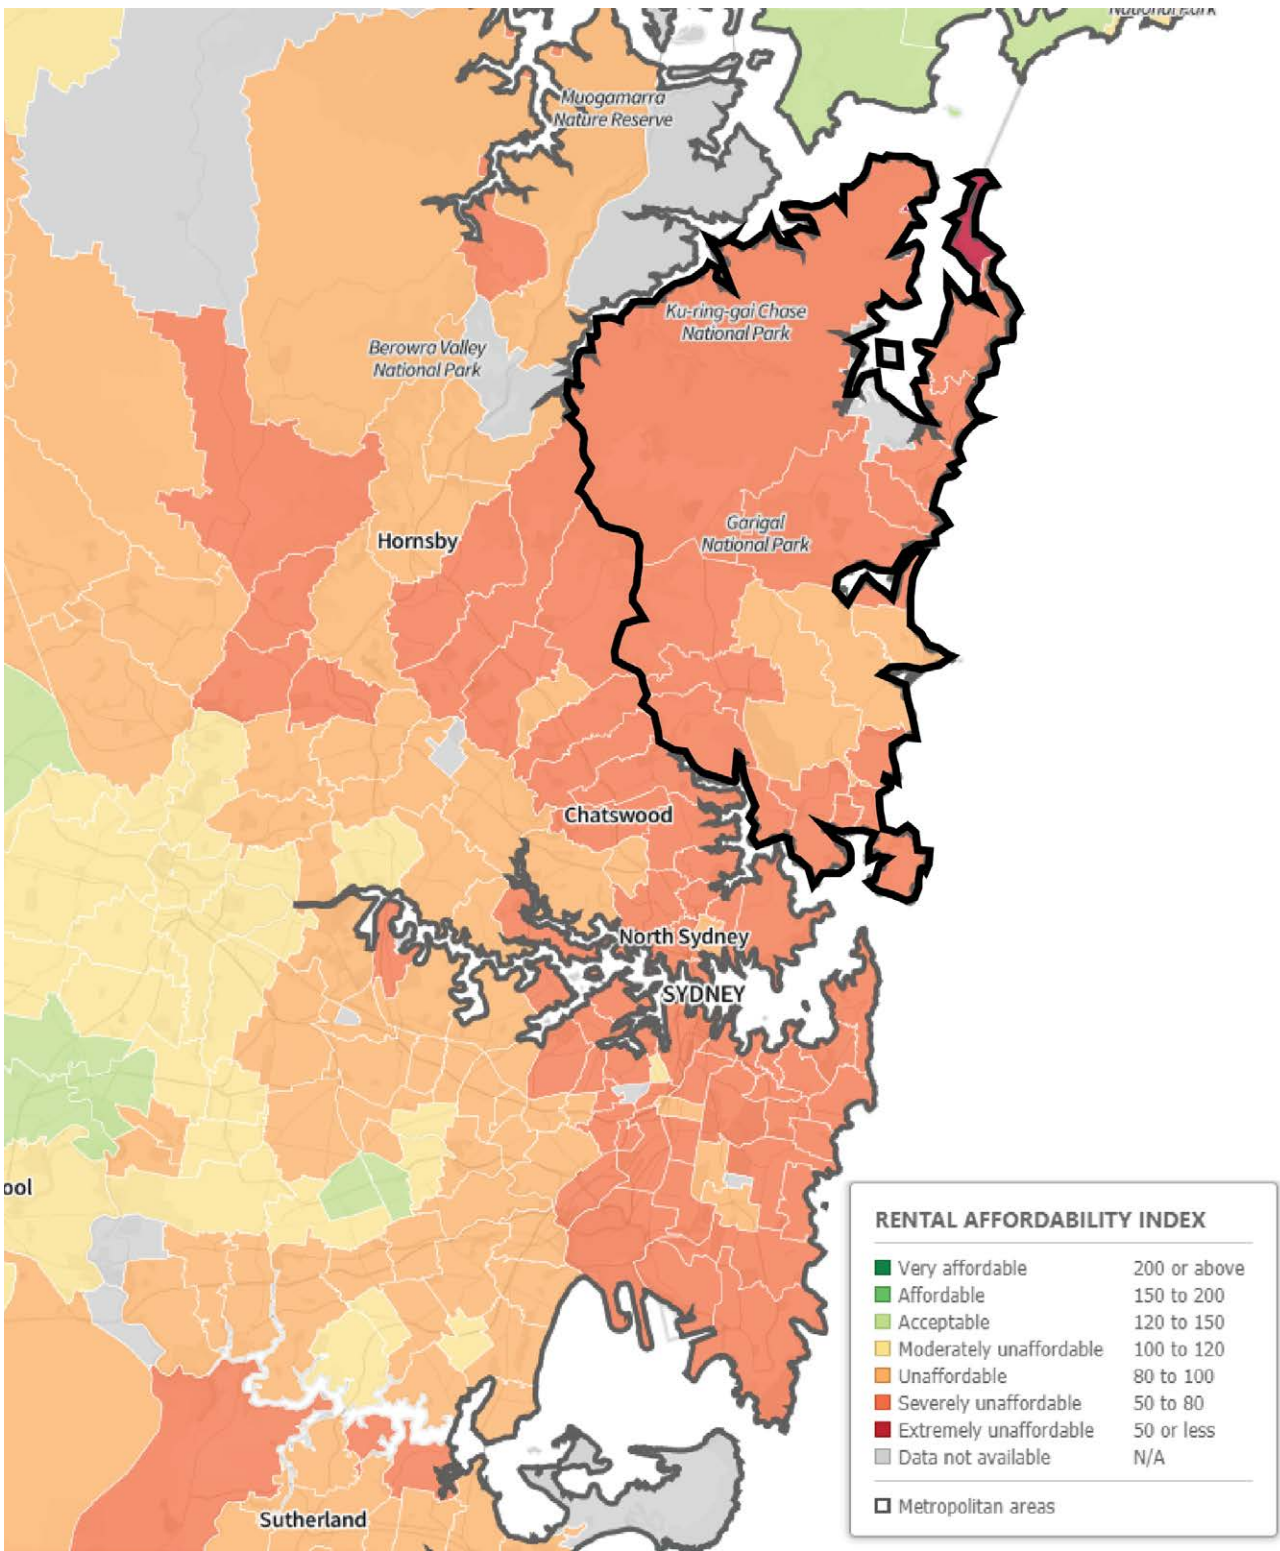 National Park
Muogamarra
Nature Reserve
Ku-ring-gai Chase
National Park
Berowra Valley
National Park
Garigal
National Park
Hornsby
Chatswood
North Sydney
SYDNEY
ool
RENTAL AFFORDABILITY INDEX
Very affordable 200 or above
Affordable 150 to 200
Acceptable 120 to 150
Moderately unaffordable 100 to 120
Unaffordable 80 to 100
Severely unaffordable 50 to 80
Extremely unaffordable 50 or less
Data not available N/A
Metropolitan areas
Sutherland